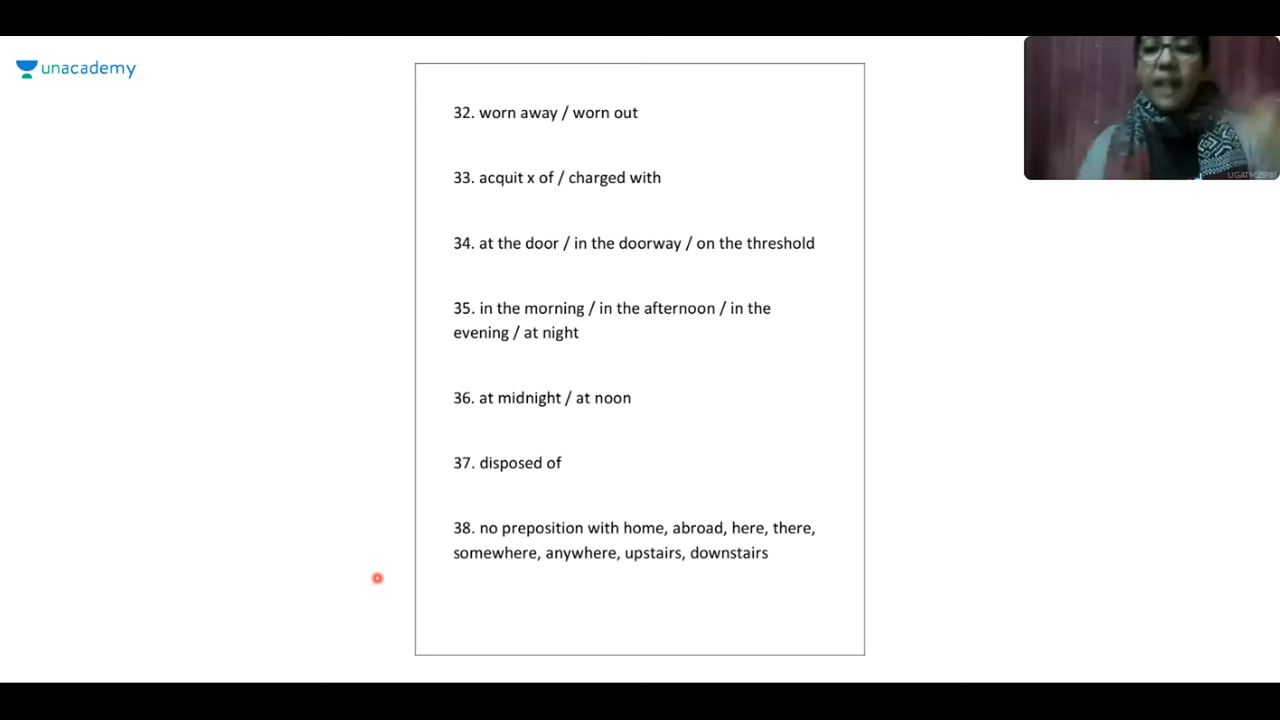 unacademy
32. worn away / worn out
33. acquit x of / charged with
34. at the door / in the doorway / on the threshold
35. in the morning / in the afternoon / in the
evening / at night
36. at midnight / at noon
37. disposed of
38. no preposition with home, abroad, here, there,
somewhere, anywhere, upstairs, downstairs